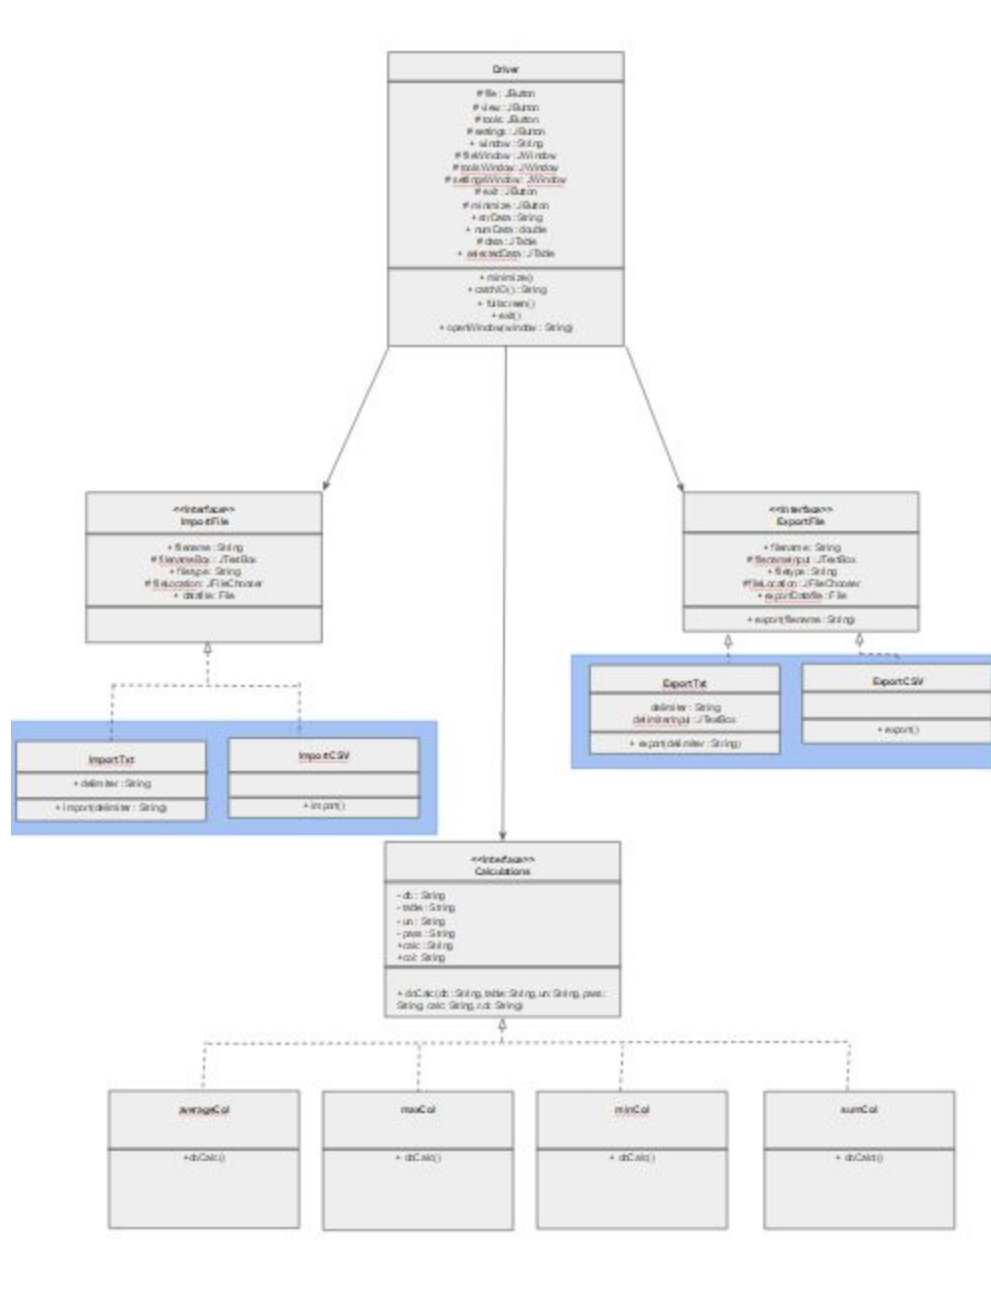 Driver
# file : JButton
# view : JButton
# tools: JButton
# settings : JButton
+ window : String
# fileWindow : JWindow
# toolsWindow: JWindow
# settingsWindow: JWindow
# exit : JButton
# minimize : JButton
+ strData : String
+ numData : double
# data : JTable
+ selectedData : JTable
+ minimize()
+ catchIO() : String
+ fullscreen()
+ exit()
+ openWindow(window : String)
<<Interface>>
ImportFile
+ filename : String
# filenameBox : JTextBox
+ filetype: String
# fileLocation: JFileChooser
+ datafile: File
<<Interface>>
ExportFile
+ filename: String
# filenameInput : JTextBox
+ filetype : String
#fileLocation : JFileChooser
+ exportDatafile : File
+ export(filename : String)
ExportTxt
delimiter : String
delimiterInput : JTextBox
+ export(delimiter : String)
ExportCSV
+ export()
ImportTxt
+ delimiter : String
+ import(delimiter : String)
ImportCSV
+ import()
<<Interface>>
Calculations
- db : String
- table : String
- un : String
- pass : String
+calc : String
+col: String
+ doCalc(db : String, table: String, un: String, pass:
String, calc: String, col: String)
averageCol
+doCalc()
maxCol
+ doCalc()
minCol
+ doCalc()
sumCol
+ doCalc()